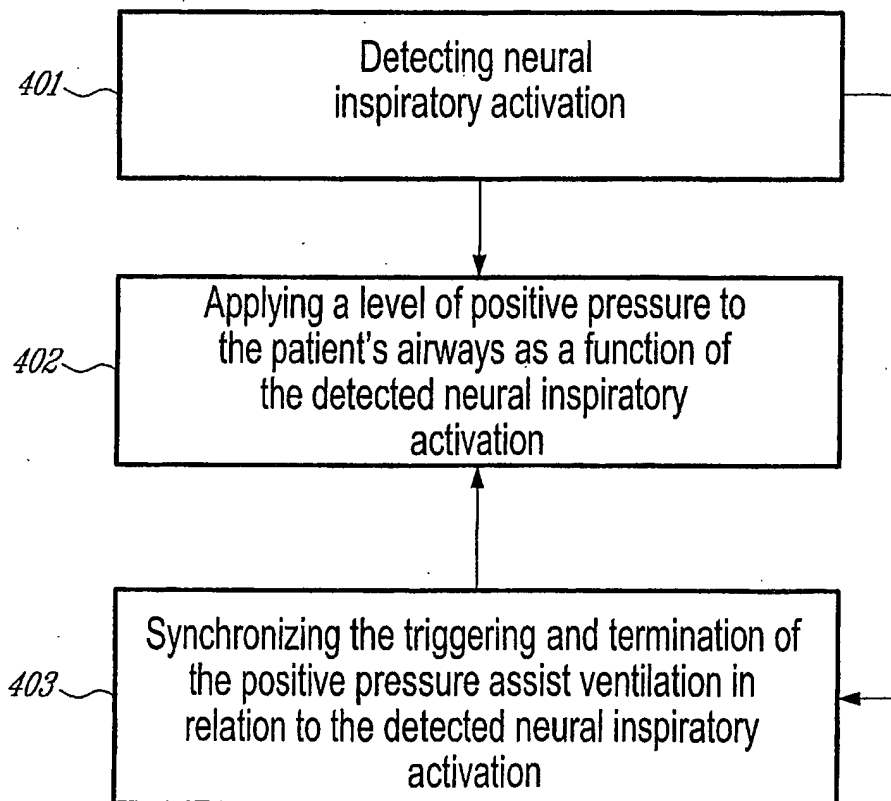 401
Detecting neural
inspiratory activation
402
Applying a level of positive pressure to
the patient's airways as a function of
the detected neural inspiratory
activation
403
Synchronizing the triggering and termination of
the positive pressure assist ventilation in
relation to the detected neural inspiratory
activation